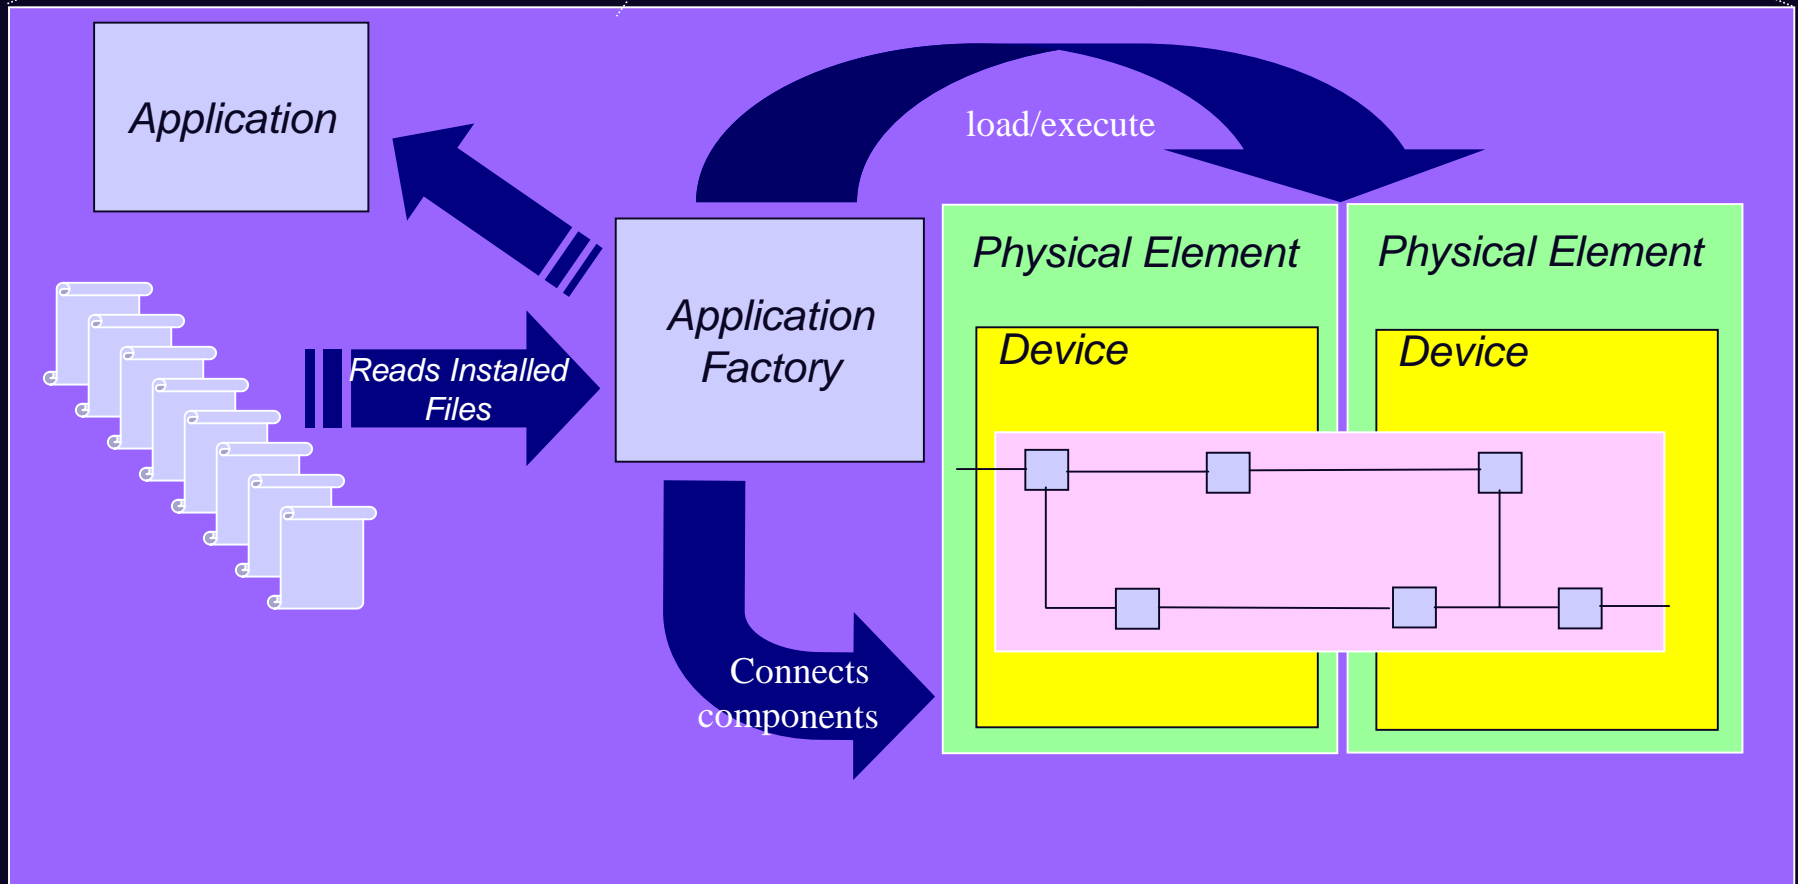 Application
load/execute
Physical Element
Physical Element
Application
Factory
Device
Device
Reads Installed
Files
Connects
components